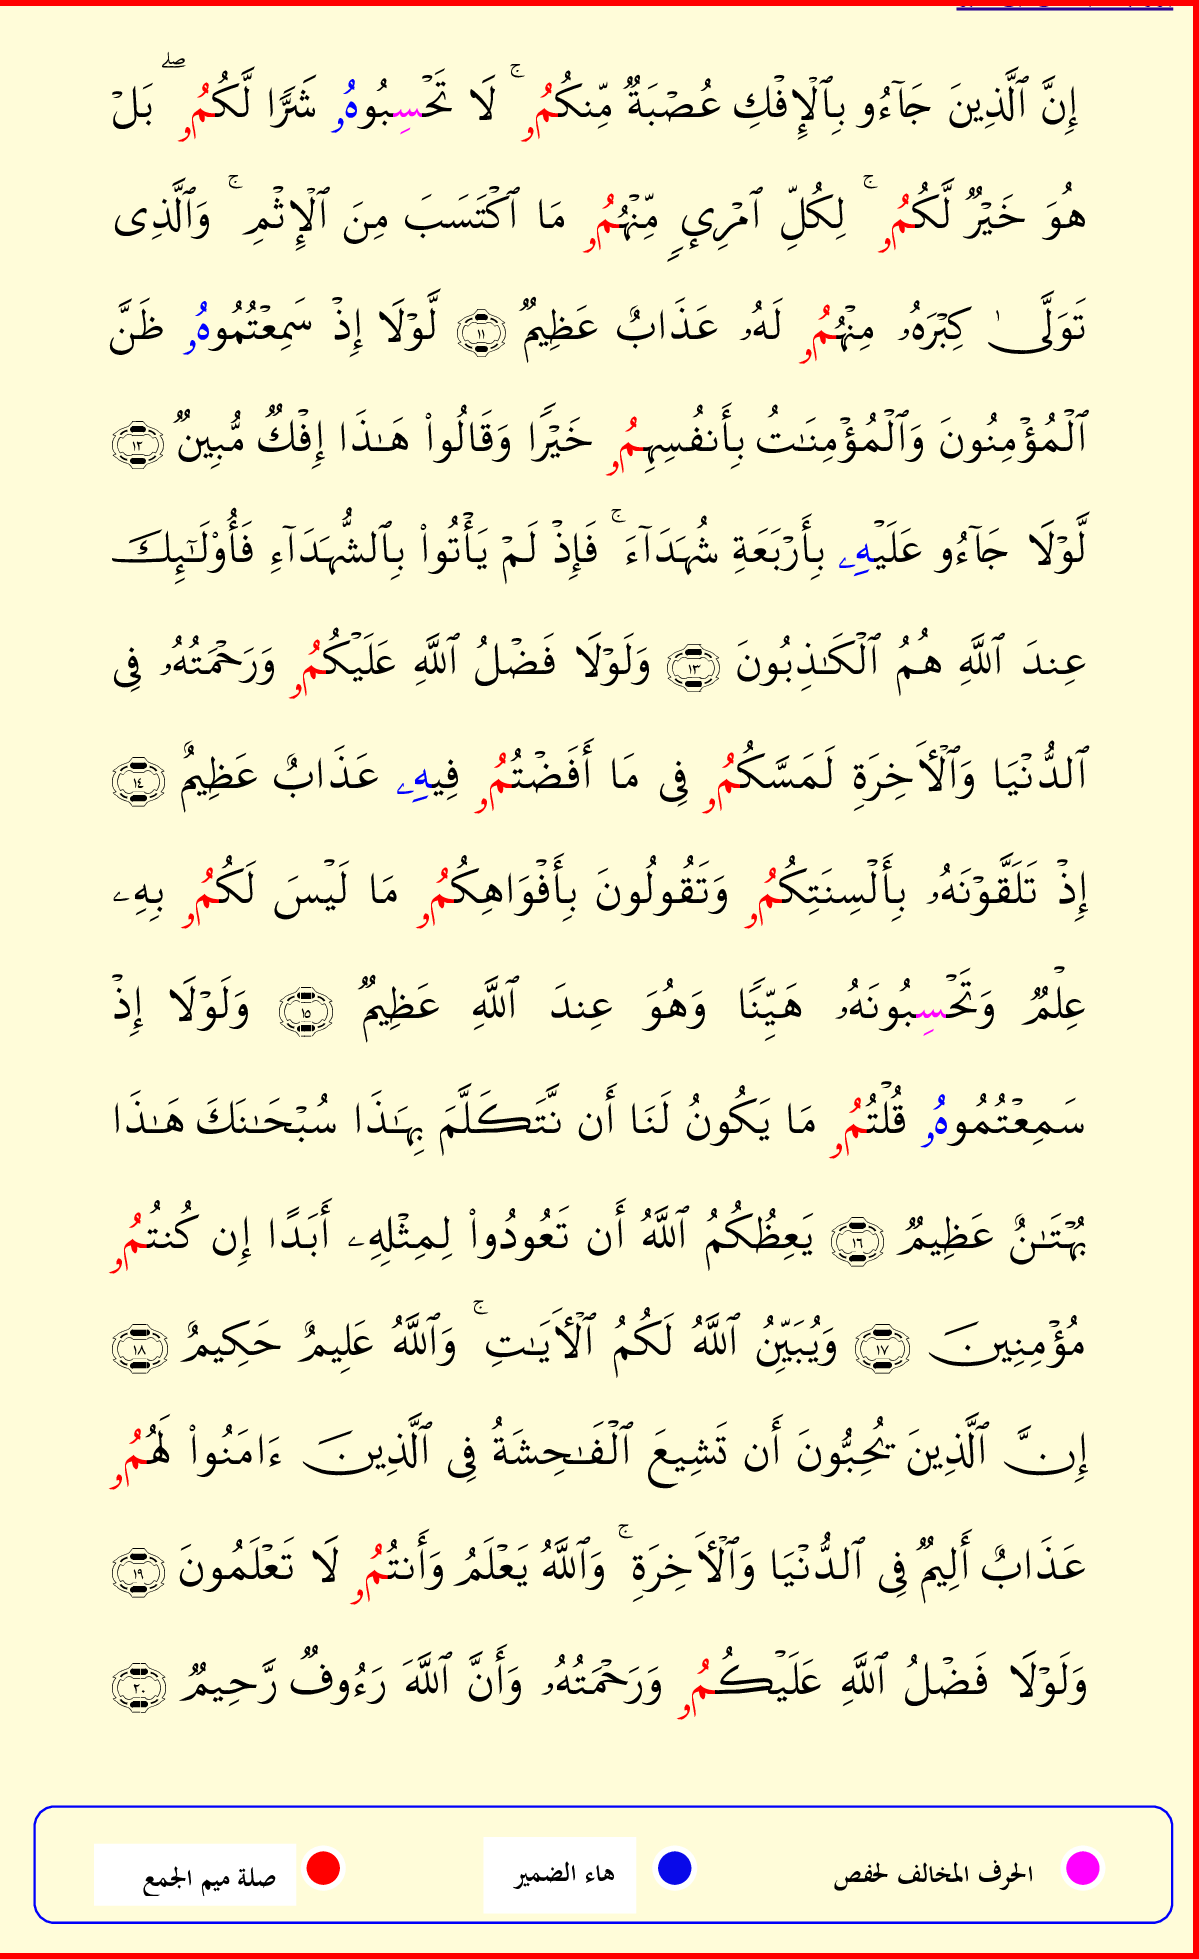 إِنَّ ٱلَّذِينَ جَآءُو بِٱلْإِفْكِ عُصْبَةٌ مِّنكُمُۥ ۚ لَا تَحْسِبُوهُۥ شَرًّا لَّكُمُۥ ۖ بَلْ
هُوَ خَيْرٌ لَّكُمُۥ ۚ لِكُلِّ ٱمْرِئٍ مِّنْهُمُۥ مَا ٱكْتَسَبَ مِنَ ٱلْإِثْمِ ۚ وَٱلَّذِى
تَوَلَّىٰ كِبْرَهُۥ مِنْهُمُۥ لَهُۥ عَذَابٌ عَظِيمٌ ١١ لَّوْلَا إِذْ سَمِعْتُمُوهُۥ ظَنَّ
ٱلْمُؤْمِنُونَ وَٱلْمُؤْمِنَـٰتُ بِأَنفُسِهِمُۥ خَيْرًا وَقَالُوا۟ هَـٰذَا إِفْكٌ مُّبِينٌ ١٢
لَّوْلَا جَآءُو عَلَيْهِۦ بِأَرْبَعَةِ شُهَدَآءَ ۚ فَإِذْ لَمْ يَأْتُوا۟ بِٱلشُّهَدَآءِ فَأُو۟لَـٰٓئِكَ
عِندَ ٱللَّهِ هُمُ ٱلْكَـٰذِبُونَ ١٣ وَلَوْلَا فَضْلُ ٱللَّهِ عَلَيْكُمُۥ وَرَحْمَتُهُۥ فِى
ٱلدُّنْيَا وَٱلْـَٔاخِرَةِ لَمَسَّكُمُۥ فِى مَا أَفَضْتُمُۥ فِيهِۦ عَذَابٌ عَظِيمٌ ١٤
إِذْ تَلَقَّوْنَهُۥ بِأَلْسِنَتِكُمُۥ وَتَقُولُونَ بِأَفْوَاهِكُمُۥ مَا لَيْسَ لَكُمُۥ بِهِۦ
عِلْمٌ وَتَحْسِبُونَهُۥ هَيِّنًا وَهُوَ عِندَ ٱللَّهِ عَظِيمٌ ١٥ وَلَوْلَا إِذْ
سَمِعْتُمُوهُۥ قُلْتُمُۥ مَا يَكُونُ لَنَا أَن نَّتَكَلَّمَ بِهَـٰذَا سُبْحَـٰنَكَ هَـٰذَا
بُهْتَـٰنٌ عَظِيمٌ ١٦ يَعِظُكُمُ ٱللَّهُ أَن تَعُودُوا۟ لِمِثْلِهِۦ أَبَدًا إِن كُنتُمُۥ
مُؤْمِنِينَ ١٧ وَيُبَيِّنُ ٱللَّهُ لَكُمُ ٱلْـَٔايَـٰتِ ۚ وَٱللَّهُ عَلِيمٌ حَكِيمٌ ١٨
إِنَّ ٱلَّذِينَ يُحِبُّونَ أَن تَشِيعَ ٱلْفَـٰحِشَةُ فِى ٱلَّذِينَ ءَامَنُوا۟ لَهُمُۥ
عَذَابٌ أَلِيمٌ فِى ٱلدُّنْيَا وَٱلْـَٔاخِرَةِ ۚ وَٱللَّهُ يَعْلَمُ وَأَنتُمُۥ لَا تَعْلَمُونَ ١٩
وَلَوْلَا فَضْلُ ٱللَّهِ عَلَيْكُمُۥ وَرَحْمَتُهُۥ وَأَنَّ ٱللَّهَ رَءُوفٌ رَّحِيمٌ ٢٠
الحرف المخالف لحفص هاء الضمير صلة ميم الجمع